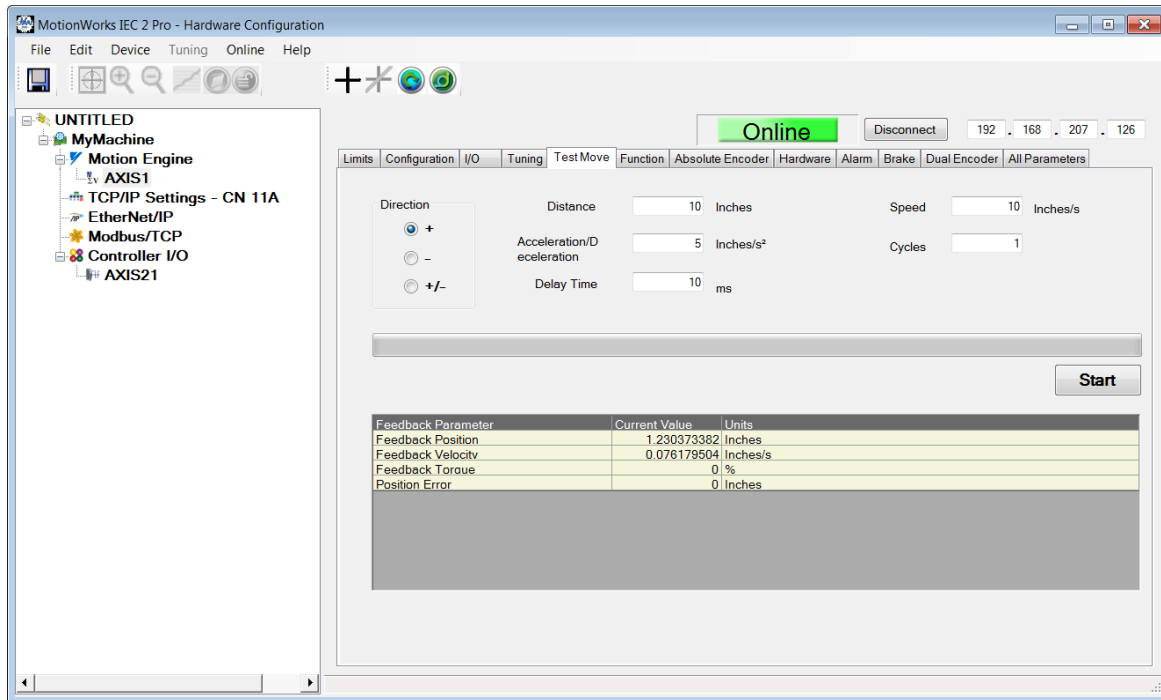 MotionWorks IEC 2 Pro - Hardware Configuration
File Edit Device Tuning Online Help
UNTITLED
MyMachine
Motion Engine
AXIS1
TCP/IP Settings - CN 11A
EtherNet/IP
Modbus/TCP
Controller I/O
AXIS21
Online Disconnect 192 . 168 . 207 . 126
Limits Configuration I/O Tuning Test Move Function Absolute Encoder Hardware Alarm Brake Dual Encoder All Parameters
Direction
+
-
+/-
Distance 10 Inches Speed 10 Inches/s
Acceleration/D
eceleration 5 Inches/s² Cycles 1
Delay Time 10 ms
Start
Feedback Parameter Current Value Units
Feedback Position 1.230373382 Inches
Feedback Velocity 0.076179504 Inches/s
Feedback Torque 0 %
Position Error 0 Inches